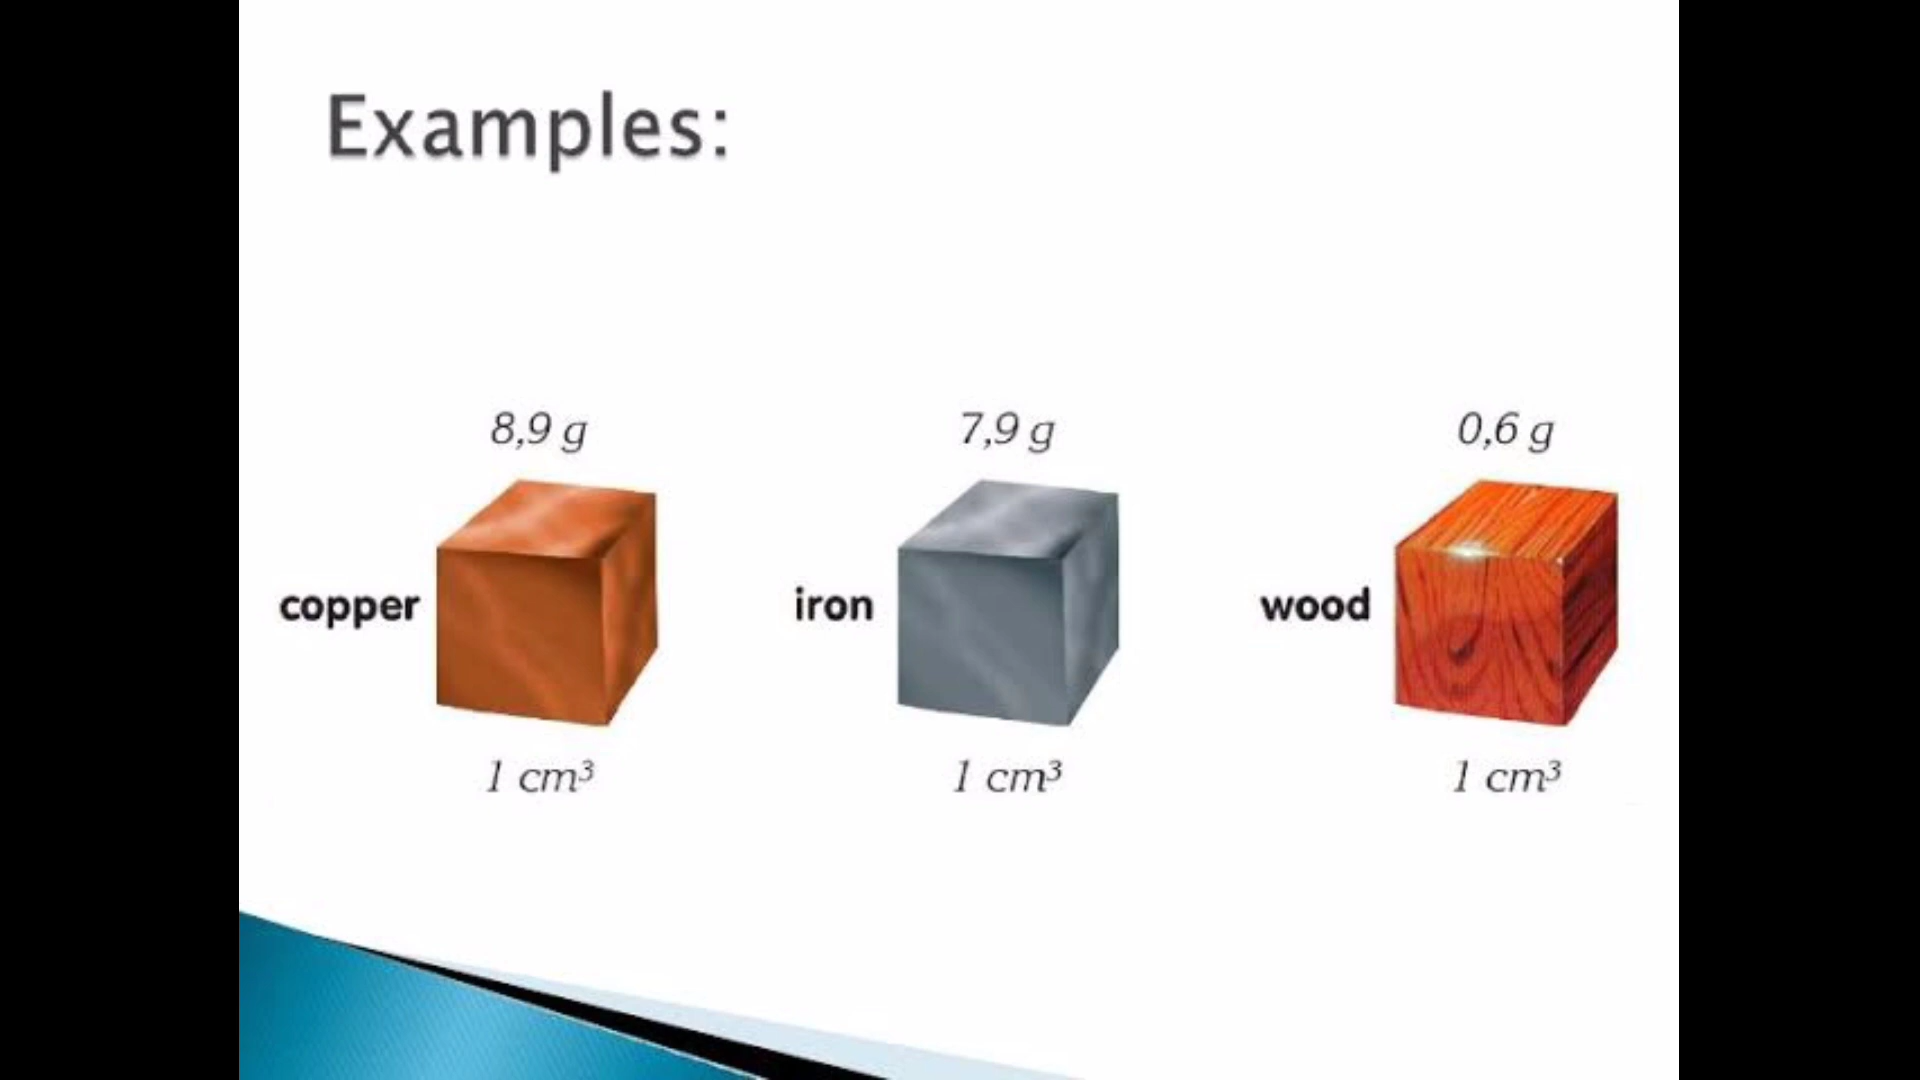 Examples:
8,9 g
7,9 g
0,6 g
copper
iron
wood
1 cm³
1 cm³
1 cm³